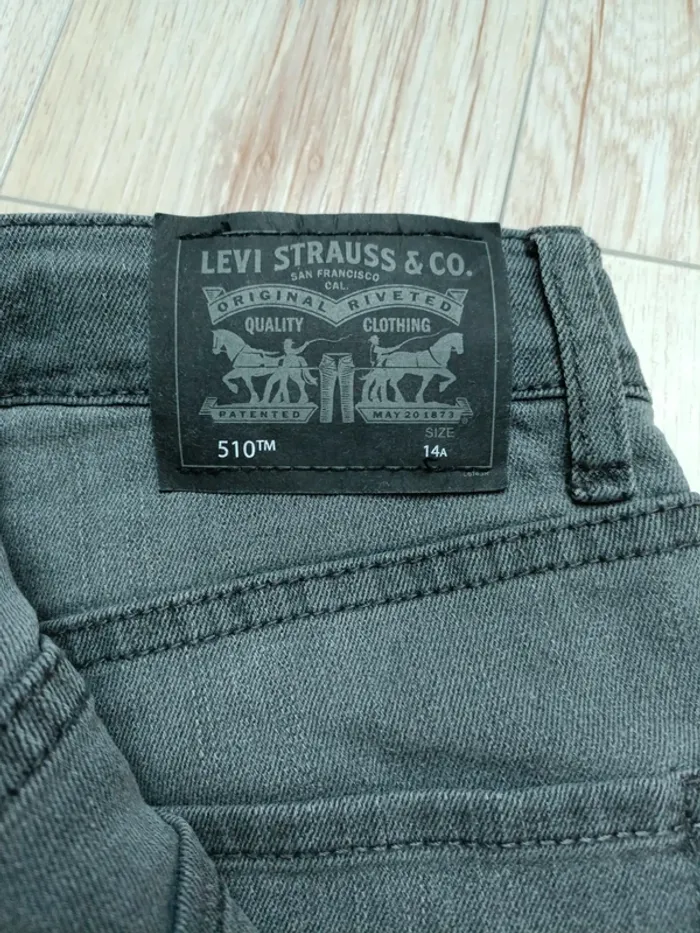 LEVI STRAUSS & CO.
SAN FRANCISCO
CAL.
ORIGINAL RIVETED
QUALITY CLOTHING
PATENTED MAY 20 1873
SIZE
510™ 14A